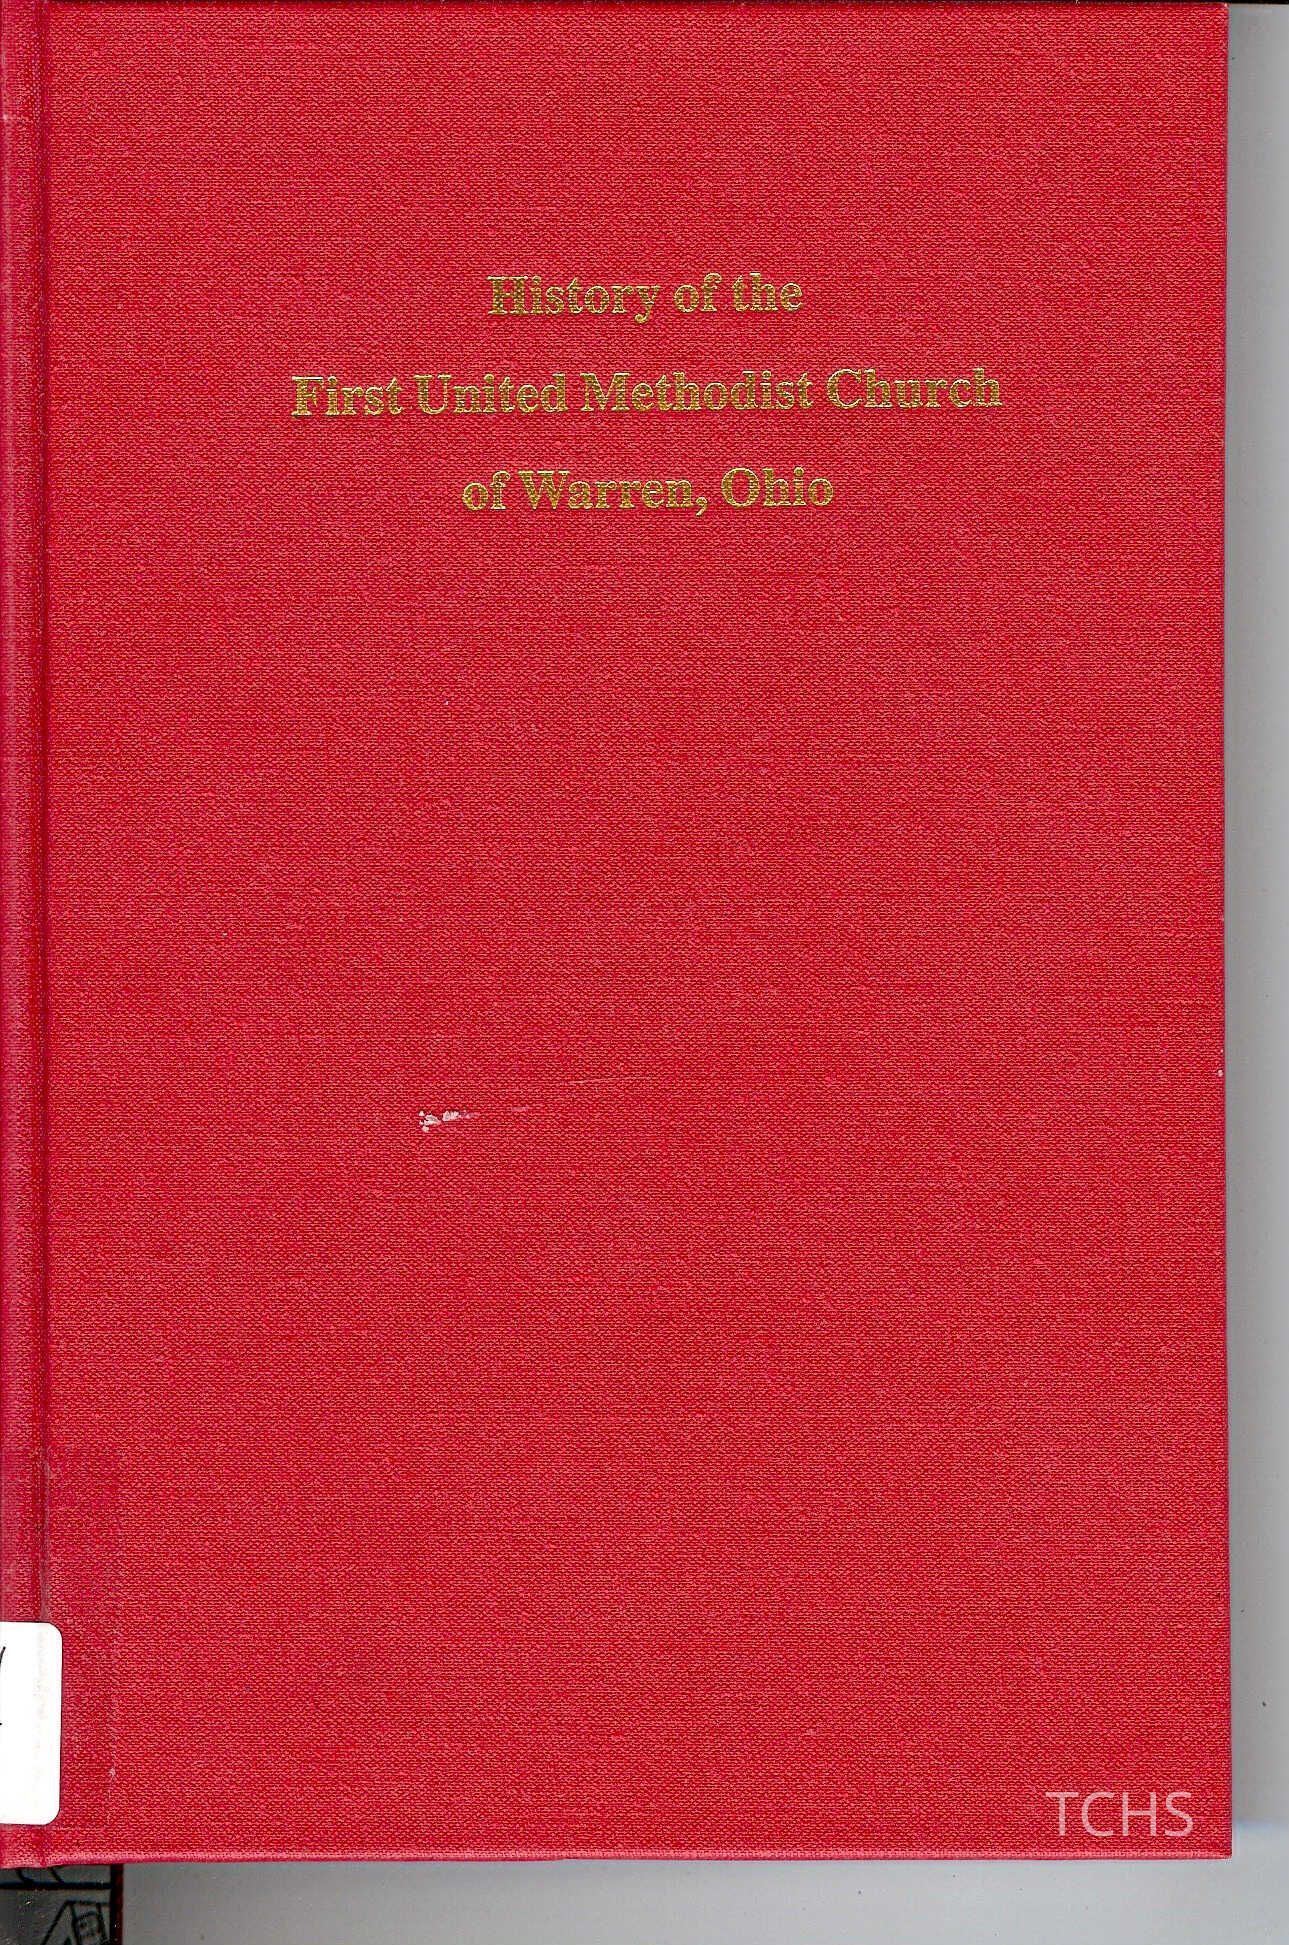 History of the
First United Methodist Church
of Warren, Ohio
TCHS